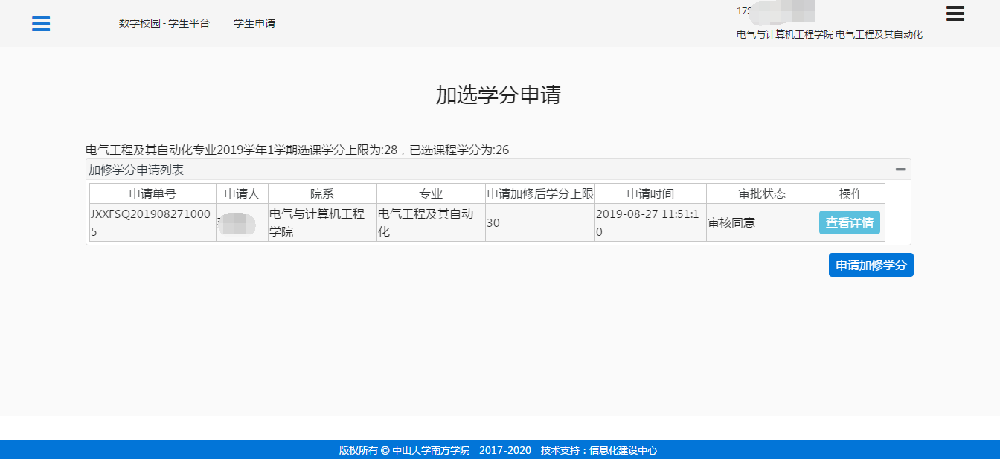 数字校园 - 学生平台 学生申请
172
电气与计算机工程学院 电气工程及其自动化
加选学分申请
电气工程及其自动化专业2019学年1学期选课学分上限为:28，已选课程学分为:26
加修学分申请列表
申请单号 申请人 院系 专业 申请加修后学分上限 申请时间 审批状态 操作
JXXFSQ201908271000 电气与计算机工程 电气工程及其自动 30 2019-08-27 11:51:1 审核同意 查看详情
5 学院 化 0
申请加修学分
版权所有 © 中山大学南方学院 2017-2020 技术支持：信息化建设中心